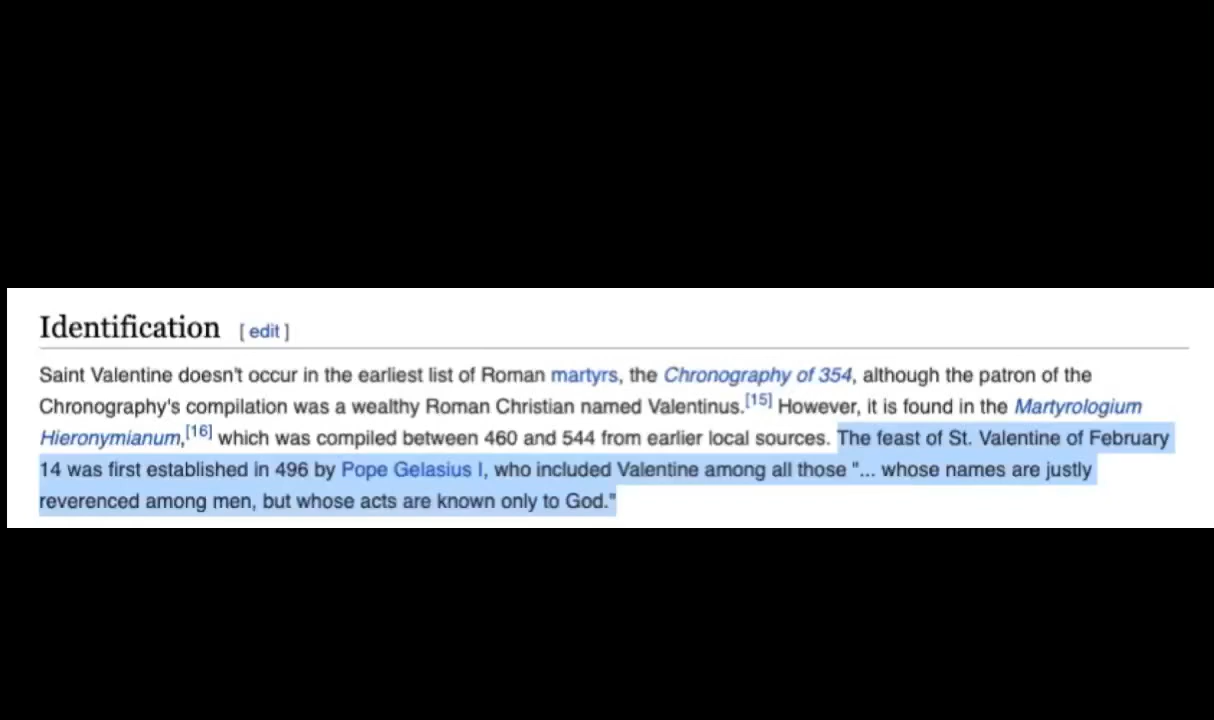 Identification [ edit ]
Saint Valentine doesn't occur in the earliest list of Roman martyrs, the Chronography of 354, although the patron of the
Chronography's compilation was a wealthy Roman Christian named Valentinus.[15] However, it is found in the Martyrologium
Hieronymianum,[16] which was compiled between 460 and 544 from earlier local sources. The feast of St. Valentine of February
14 was first established in 496 by Pope Gelasius I, who included Valentine among all those "... whose names are justly
reverenced among men, but whose acts are known only to God."